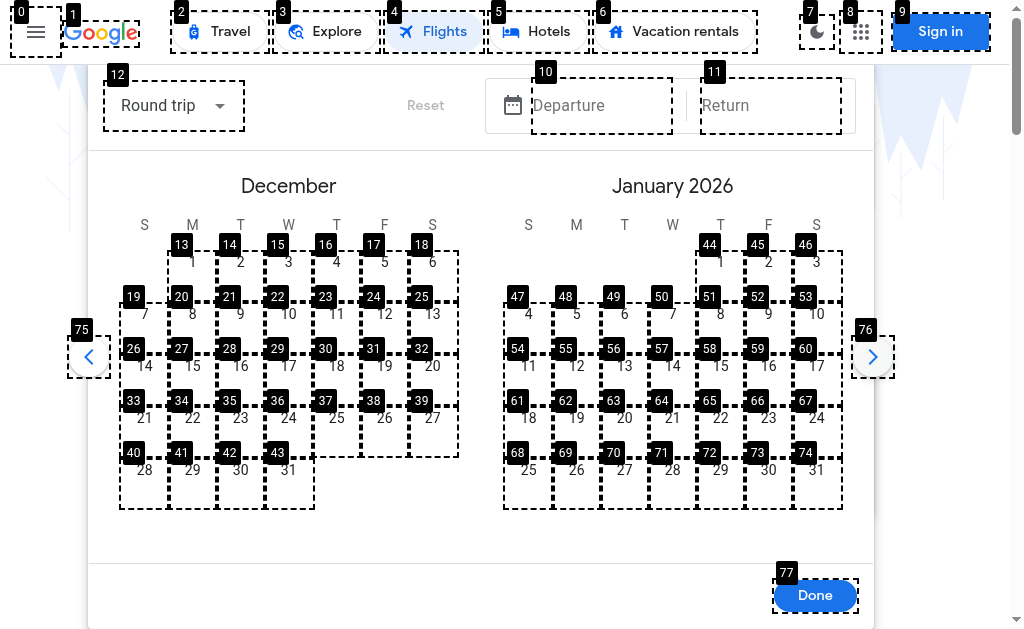 0 1 2 3 4 5 6 7 8 9
Google Travel Explore Flights Hotels Vacation rentals Sign in
12 10 11
Round trip Reset Departure Return
December January 2026
S M T W T F S S M T W T F S
13 14 15 16 17 18 44 45 46
1 2 3 4 5 6 1 2 3
19 20 21 22 23 24 25 47 48 49 50 51 52 53
7 8 9 10 11 12 13 4 5 6 7 8 9 10
75 76
26 27 28 29 30 31 32 54 55 56 57 58 59 60
14 15 16 17 18 19 20 11 12 13 14 15 16 17
33 34 35 36 37 38 39 61 62 63 64 65 66 67
21 22 23 24 25 26 27 18 19 20 21 22 23 24
40 41 42 43 68 69 70 71 72 73 74
28 29 30 31 25 26 27 28 29 30 31
77
Done